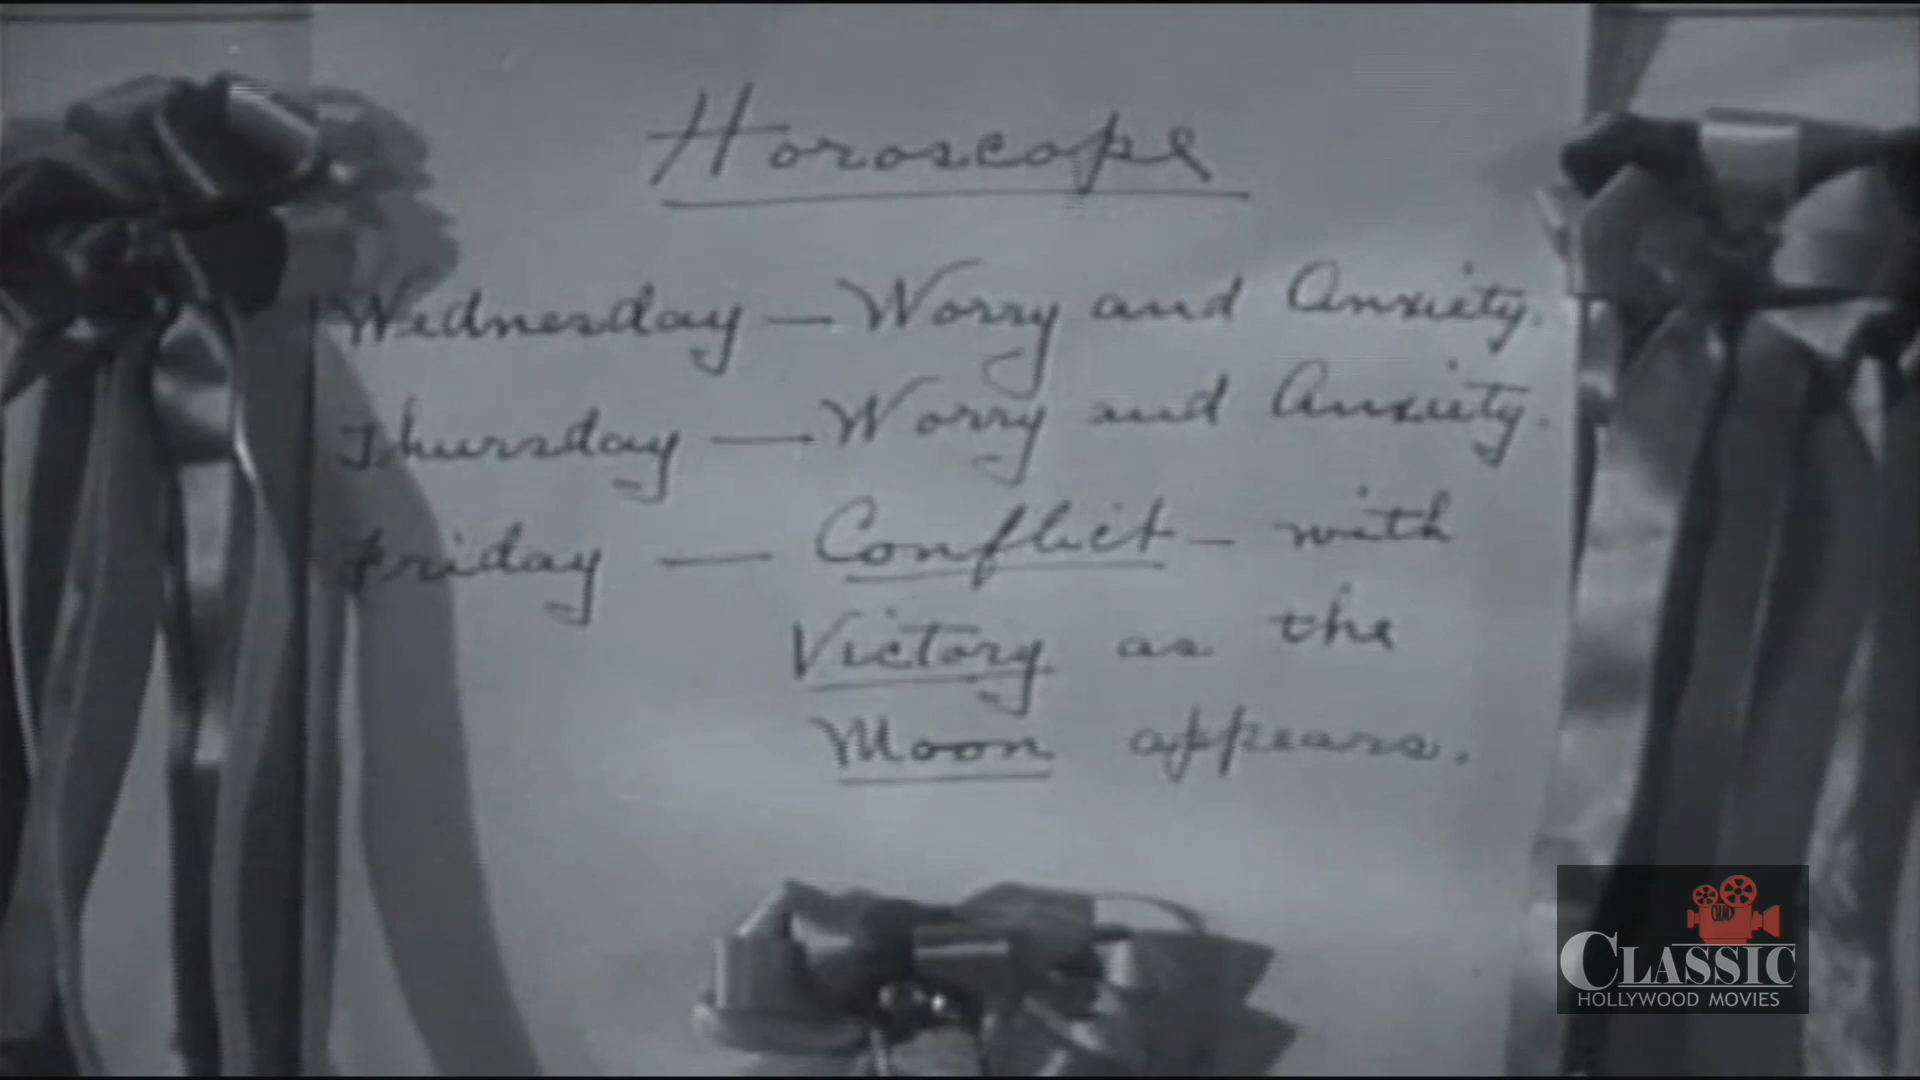 Horoscope
Wednesday — Worry and Anxiety.
Thursday — Worry and Anxiety.
Friday — Conflict - with
Victory as the
Moon appears.
CHM
CLASSIC
HOLLYWOOD MOVIES